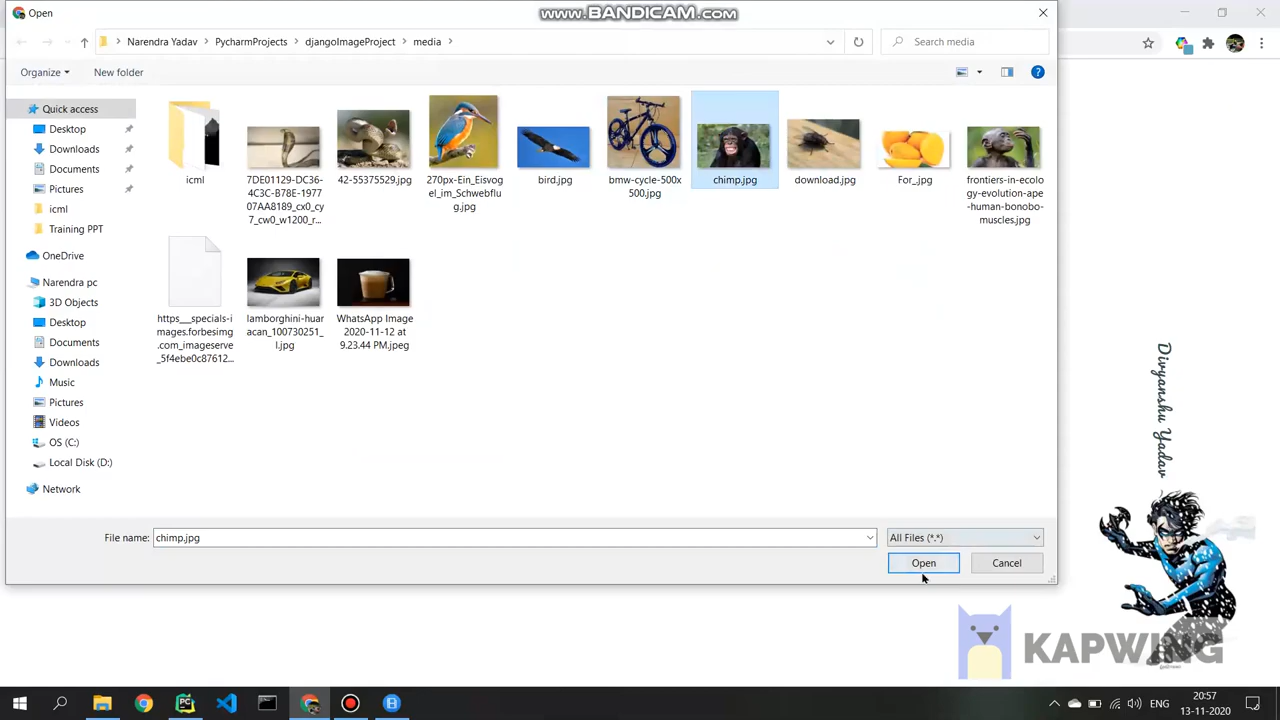 Open
www.BANDICAM.com
Narendra Yadav > PycharmProjects > djangoImageProject > media >
Search media
Organize
New folder
Quick access
Desktop
Downloads
Documents
Pictures
icml
Training PPT
OneDrive
Narendra pc
3D Objects
Desktop
Documents
Downloads
Music
Pictures
Videos
OS (C:)
Local Disk (D:)
Network
icml
7DE01129-DC36-
4C3C-B78E-1977
07AA8189_cx0_cy
7_cw0_w1200_r...
42-55375529.jpg
270px-Ein_Eisvog
el_im_Schwebflu
g.jpg
bird.jpg
bmw-cycle-500x
500.jpg
chimp.jpg
download.jpg
For_.jpg
frontiers-in-ecolo
gy-evolution-ape
-human-bonobo-
muscles.jpg
https__specials-i
mages.forbesimg
.com_imageserve
_5f4ebe0c87612...
lamborghini-huar
acan_100730251_
l.jpg
WhatsApp Image
2020-11-12 at
9.23.44 PM.jpeg
File name:
chimp.jpg
All Files (*.*)
Open
Cancel
Divyanshu Yadav
KAPWING
PC
ENG
20:57
13-11-2020